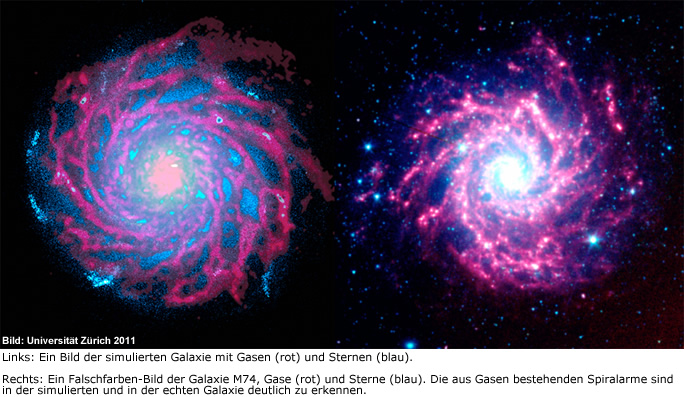 Bild: Universität Zürich 2011
Links: Ein Bild der simulierten Galaxie mit Gasen (rot) und Sternen (blau).
Rechts: Ein Falschfarben-Bild der Galaxie M74, Gase (rot) und Sterne (blau). Die aus Gasen bestehenden Spiralarme sind
in der simulierten und in der echten Galaxie deutlich zu erkennen.